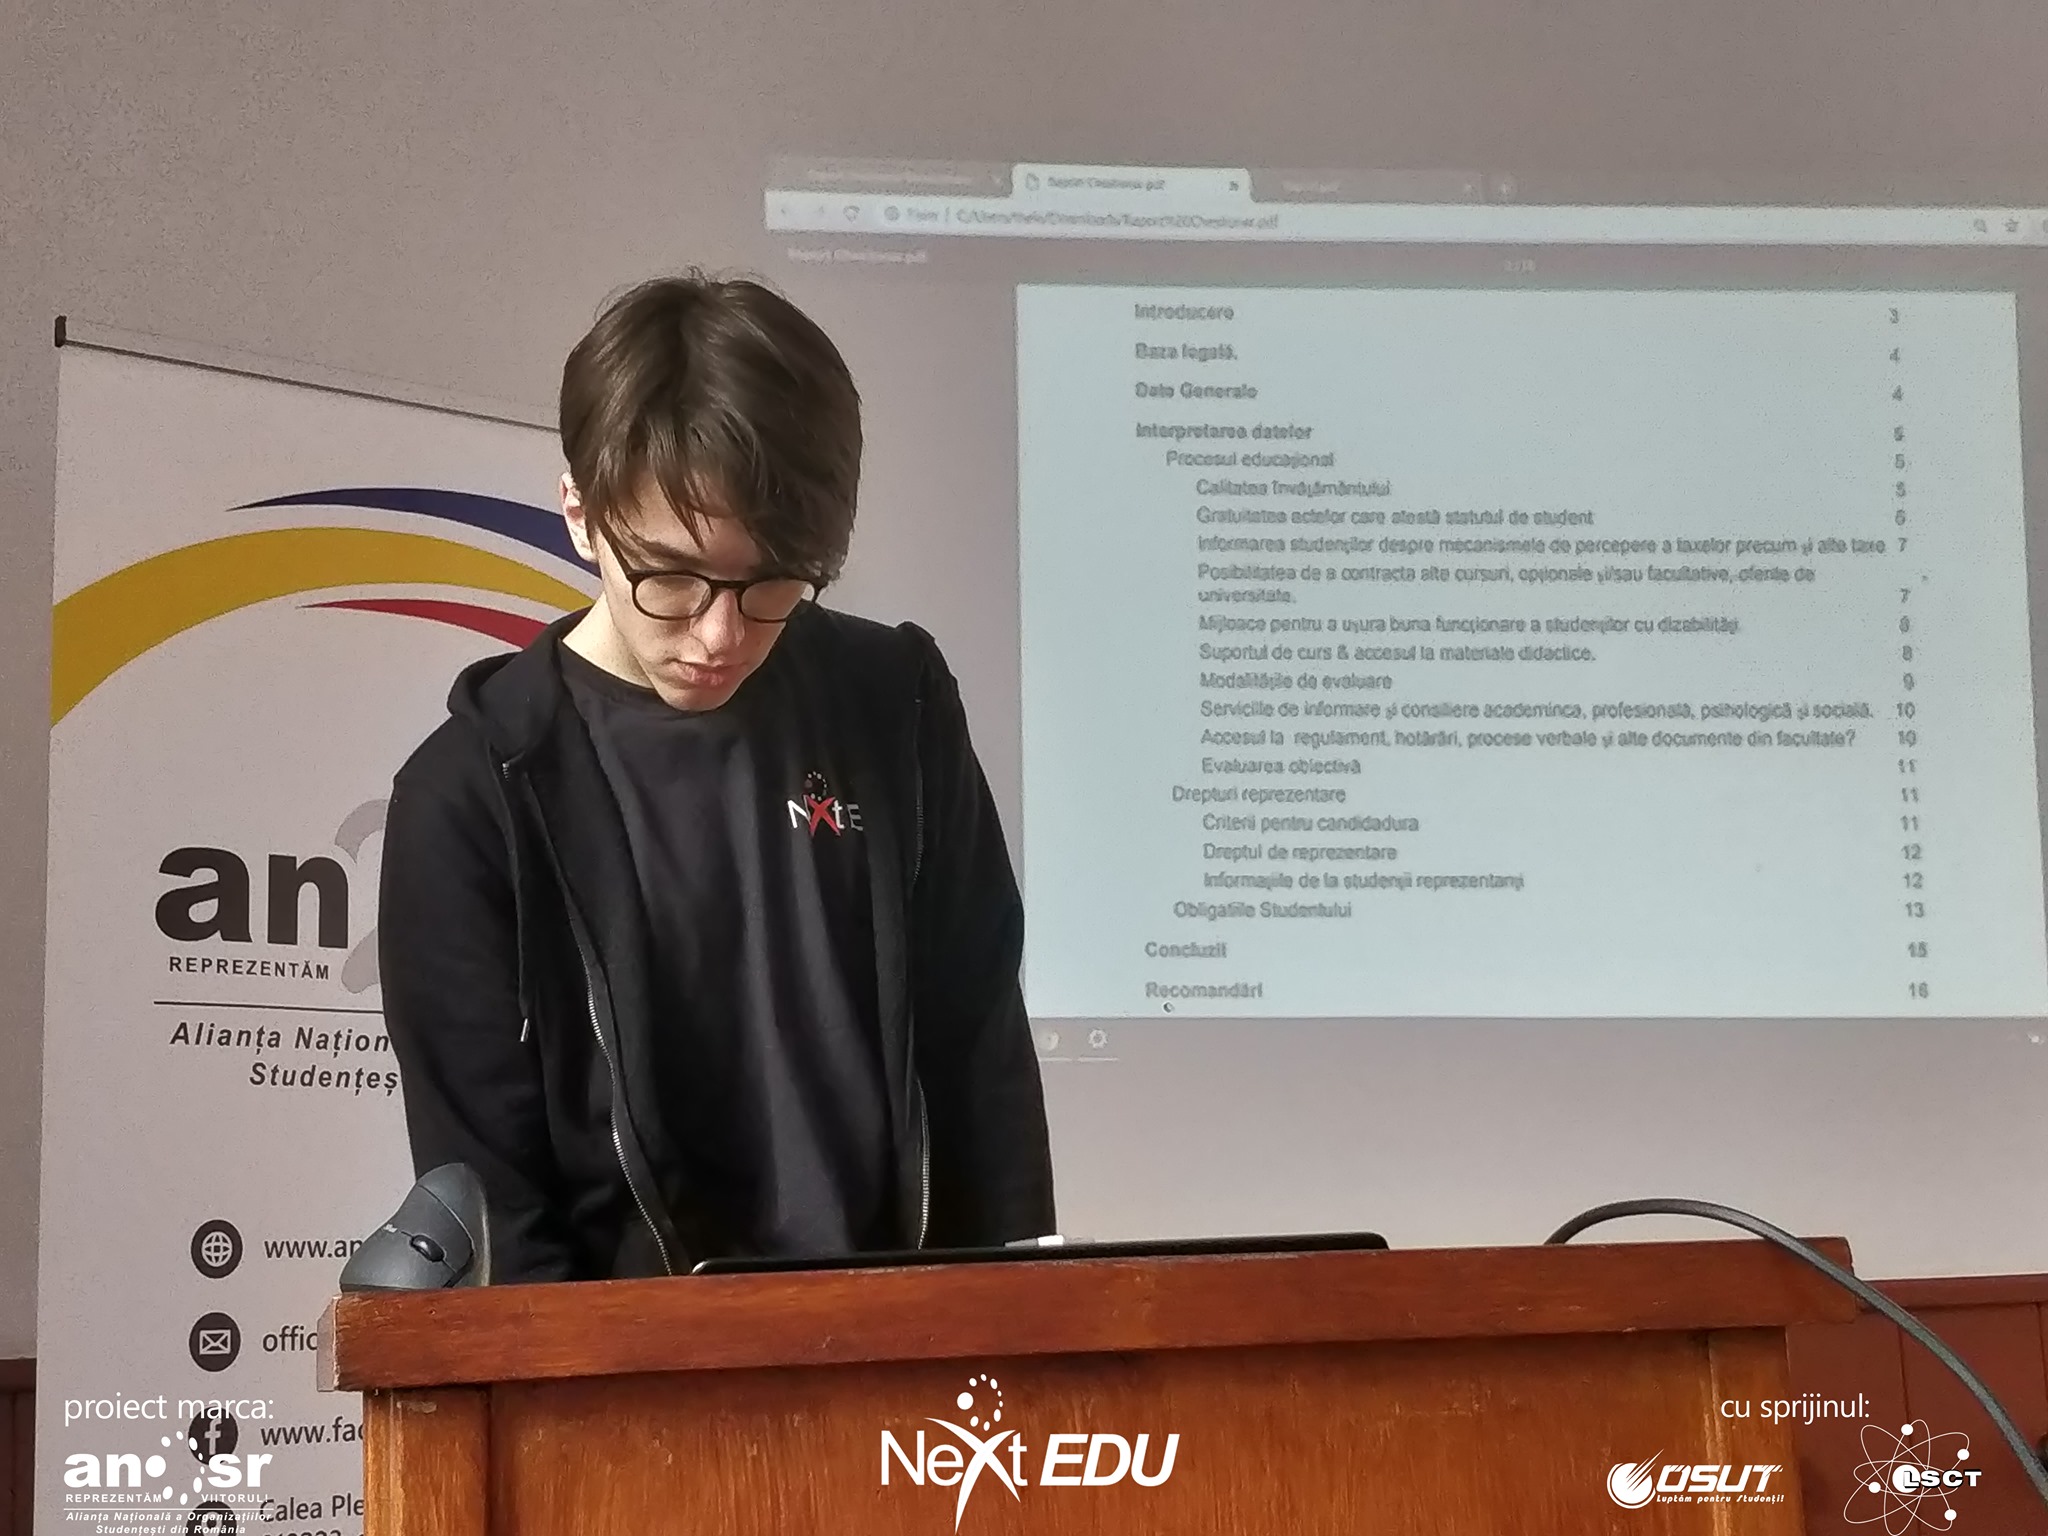 Fișier | C:/Users/
Introducere 3
Baza legală. 4
Date Generale 4
Interpretarea datelor 5
Procesul educațional 5
Calitatea învățământului 5
Gratuitatea actelor care atestă statutul de student 6
Informarea studenților despre mecanismele de percepere a taxelor precum și alte taxe 7
Posibilitatea de a contracta alte cursuri, opționale și/sau facultative, oferite de
universitate. 7
Mijloace pentru a ușura buna funcționare a studenților cu dizabilități. 8
Suportul de curs & accesul la materiale didactice. 8
Modalitățile de evaluare 9
Serviciile de informare și consiliere academinca, profesională, psihologică și socială. 10
Accesul la regulament, hotărâri, procese verbale și alte documente din facultate? 10
Evaluarea obiectivă 11
Drepturi reprezentare 11
Criterii pentru candidadura 11
Dreptul de reprezentare 12
Informațiile de la studenții reprezentanți 12
Obligatiile Studentului 13
Concluzii 15
Recomandări 16
NeXt E
an
REPREZENTĂM
Alianța Națion
Studențeș
www.an
offic
www.fac
Calea Ple
proiect marca:
anosr
REPREZENTĂM VIITORUL!
Alianța Națională a Organizațiilor
Studențești din România
NeXt EDU
cu sprijinul:
OSUT
Luptăm pentru Studenți!
LSCT